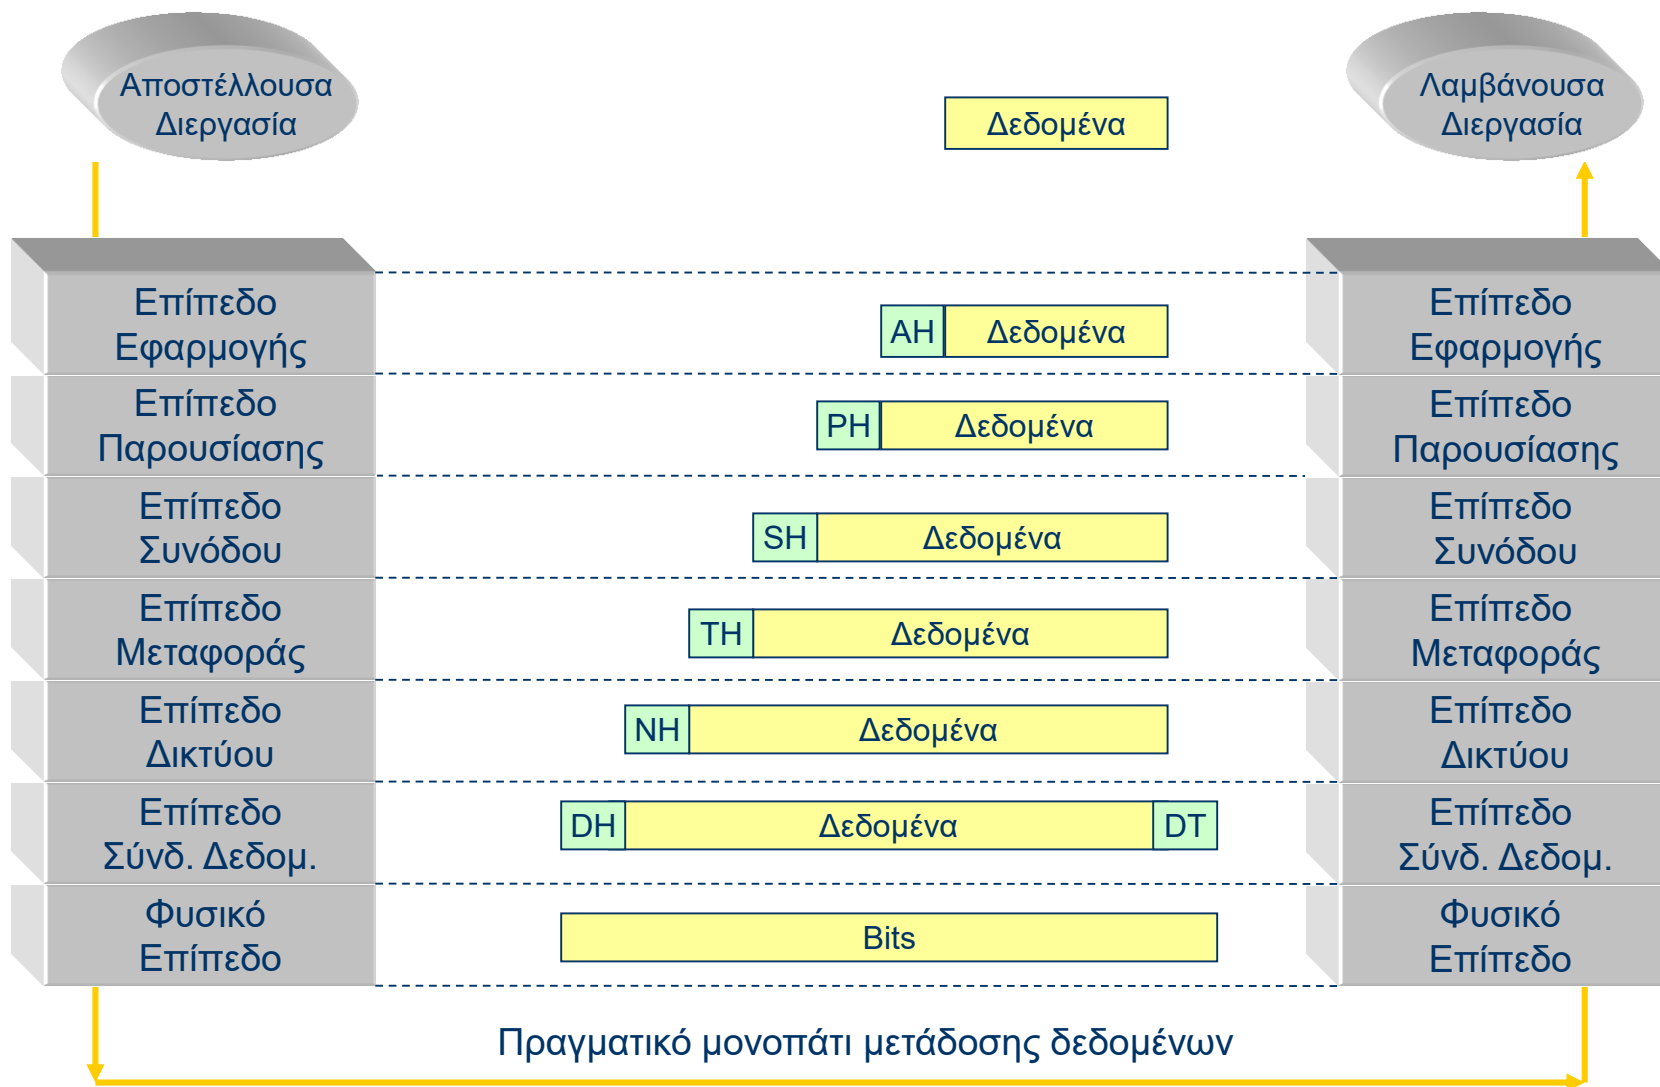 Αποστέλλουσα
Διεργασία
Δεδομένα
Λαμβάνουσα
Διεργασία
Επίπεδο
Εφαρμογής
AH Δεδομένα
Επίπεδο
Εφαρμογής
Επίπεδο
Παρουσίασης
PH Δεδομένα
Επίπεδο
Παρουσίασης
Επίπεδο
Συνόδου
SH Δεδομένα
Επίπεδο
Συνόδου
Επίπεδο
Μεταφοράς
TH Δεδομένα
Επίπεδο
Μεταφοράς
Επίπεδο
Δικτύου
NH Δεδομένα
Επίπεδο
Δικτύου
Επίπεδο
Σύνδ. Δεδομ.
DH Δεδομένα DT
Επίπεδο
Σύνδ. Δεδομ.
Φυσικό
Επίπεδο
Bits
Φυσικό
Επίπεδο
Πραγματικό μονοπάτι μετάδοσης δεδομένων